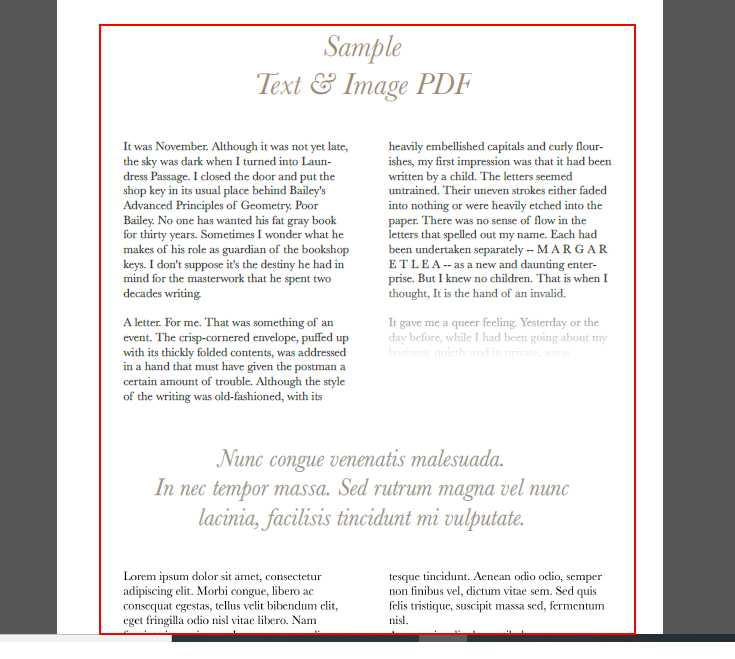 Sample
Text & Image PDF
It was November. Although it was not yet late,
the sky was dark when I turned into Laun-
dress Passage. I closed the door and put the
shop key in its usual place behind Bailey's
Advanced Principles of Geometry. Poor
Bailey. No one has wanted his fat gray book
for thirty years. Sometimes I wonder what he
makes of his role as guardian of the bookshop
keys. I don't suppose it's the destiny he had in
mind for the masterwork that he spent two
decades writing.
A letter. For me. That was something of an
event. The crisp-cornered envelope, puffed up
with its thickly folded contents, was addressed
in a hand that must have given the postman a
certain amount of trouble. Although the style
of the writing was old-fashioned, with its
heavily embellished capitals and curly flour-
ishes, my first impression was that it had been
written by a child. The letters seemed
untrained. Their uneven strokes either faded
into nothing or were heavily etched into the
paper. There was no sense of flow in the
letters that spelled out my name. Each had
been undertaken separately -- M A R G A R
E T L E A -- as a new and daunting enter-
prise. But I knew no children. That is when I
thought, It is the hand of an invalid.
It gave me a queer feeling. Yesterday or the
day before, while I had been going about my
business, quietly and in private, some
Nunc congue venenatis malesuada.
In nec tempor massa. Sed rutrum magna vel nunc
lacinia, facilisis tincidunt mi vulputate.
Lorem ipsum dolor sit amet, consectetur
adipiscing elit. Morbi congue, libero ac
consequat egestas, tellus velit bibendum elit,
eget fringilla odio nisl vitae libero. Nam
tesque tincidunt. Aenean odio odio, semper
non finibus vel, dictum vitae sem. Sed quis
felis tristique, suscipit massa sed, fermentum
nisl.